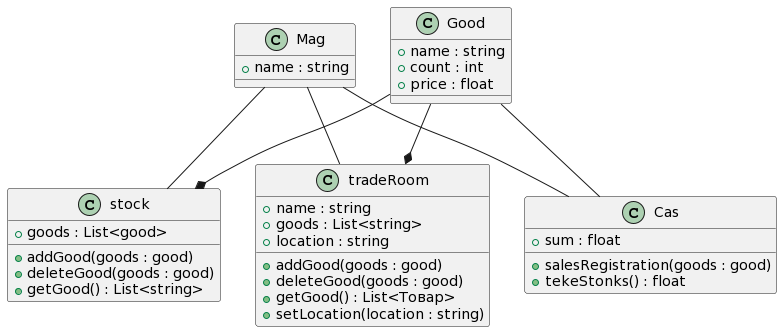 C Mag
name : string
C Good
name : string
count : int
price : float
C stock
goods : List<good>
addGood(goods : good)
deleteGood(goods : good)
getGood() : List<string>
C tradeRoom
name : string
goods : List<string>
location : string
addGood(goods : good)
deleteGood(goods : good)
getGood() : List<Товар>
setLocation(location : string)
C Cas
sum : float
salesRegistration(goods : good)
tekeStonks() : float